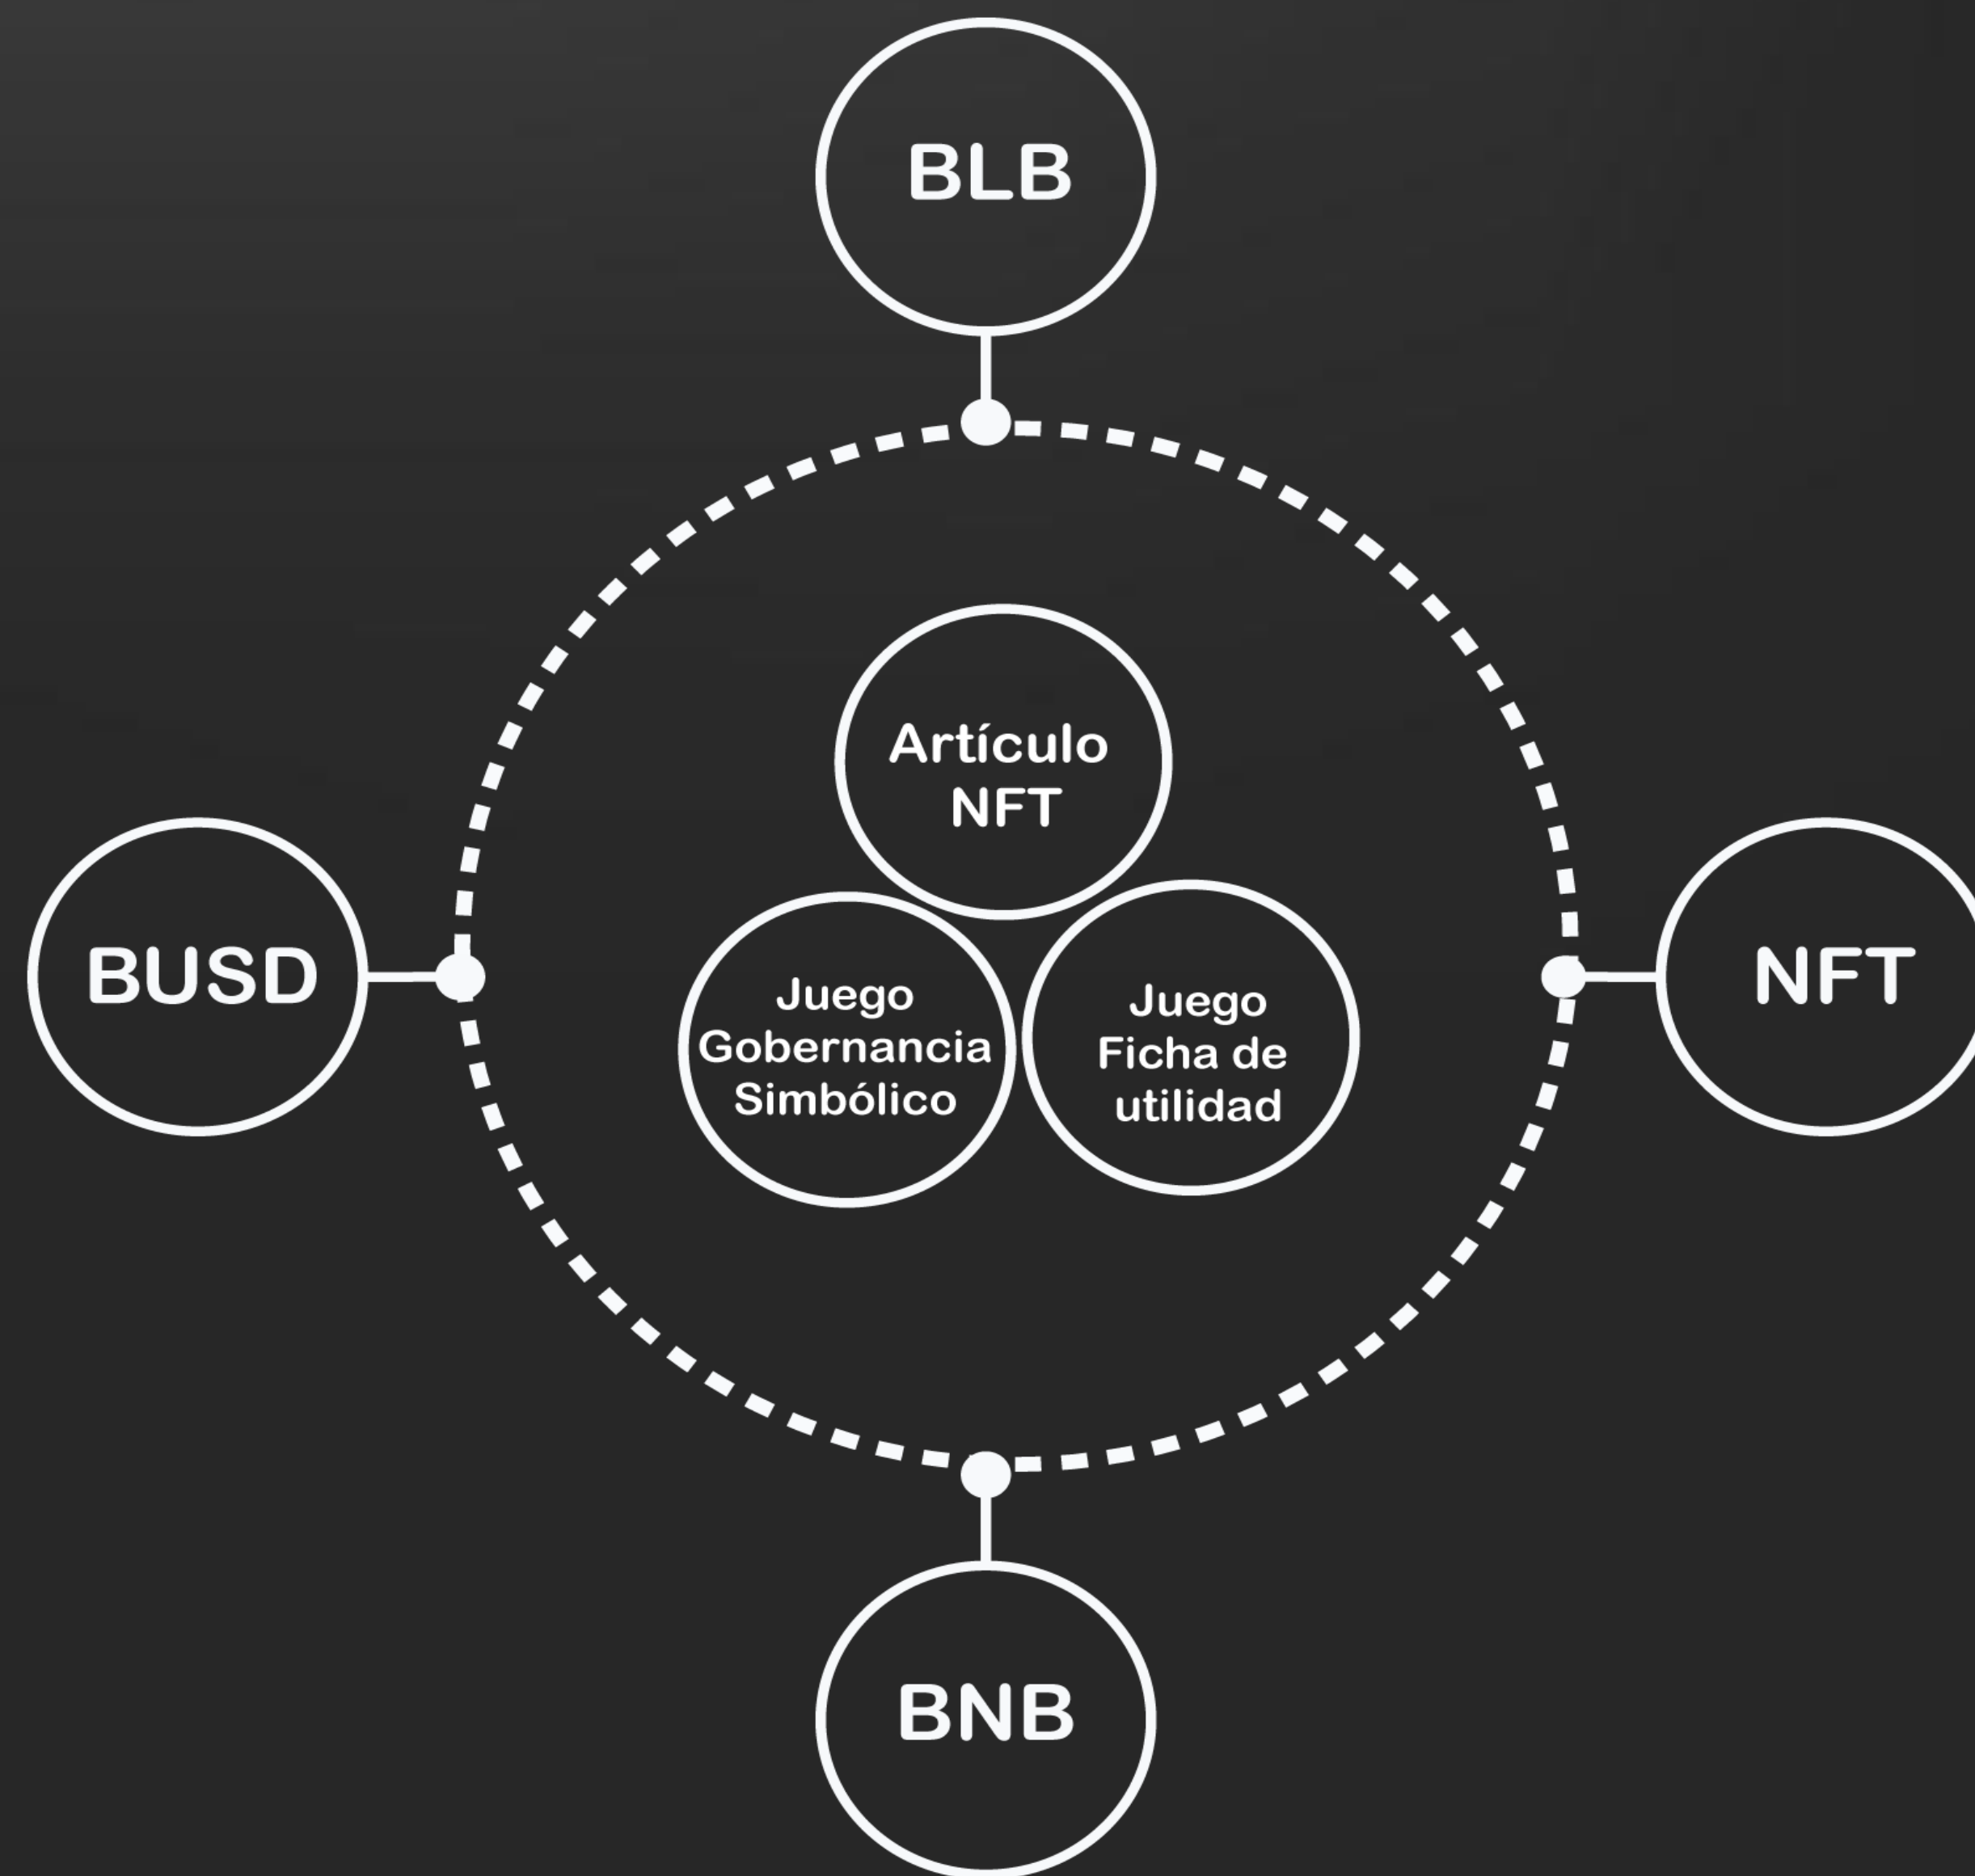 BLB
Artículo
NFT
BUSD
NFT
Juego
Gobernancia
Simbólico
Juego
Ficha de
utilidad
BNB